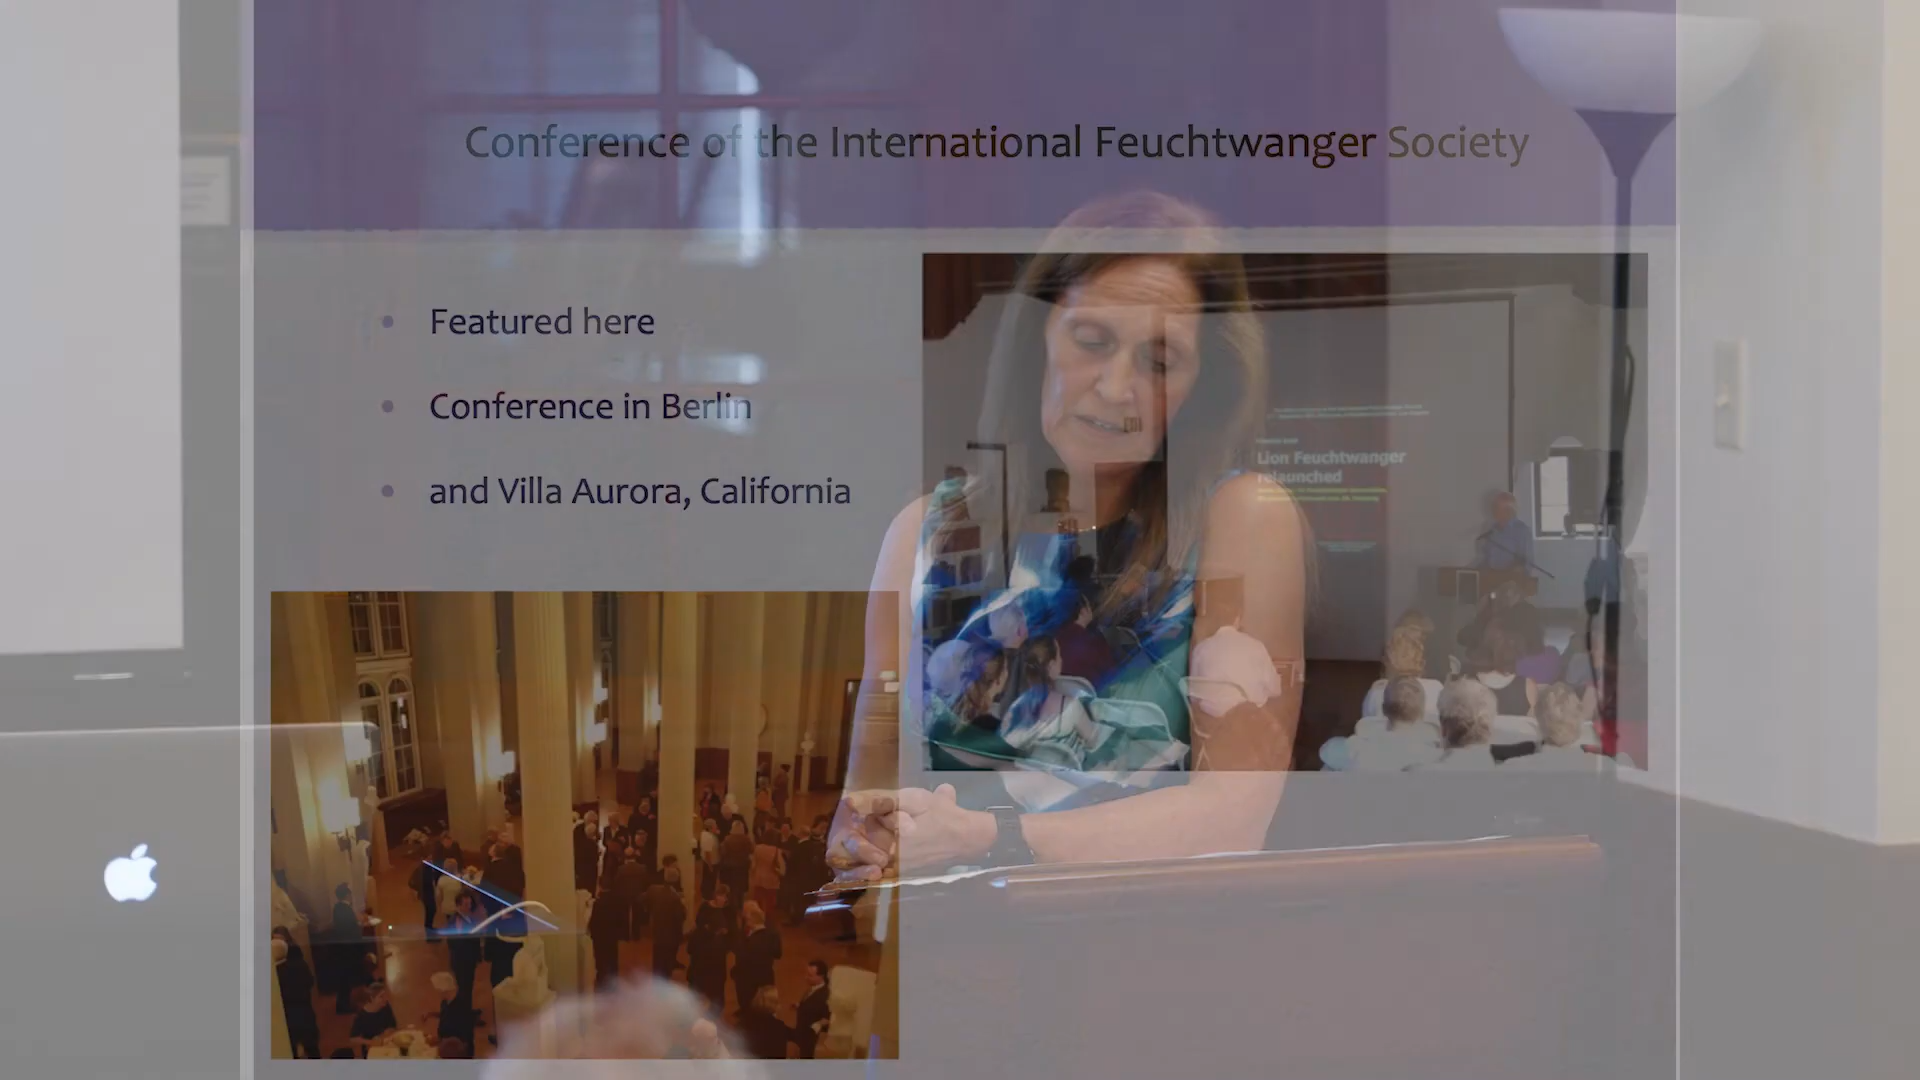 Conference of the International Feuchtwanger Society
Featured here
Conference in Berlin
and Villa Aurora, California
Lion Feuchtwanger
relaunched